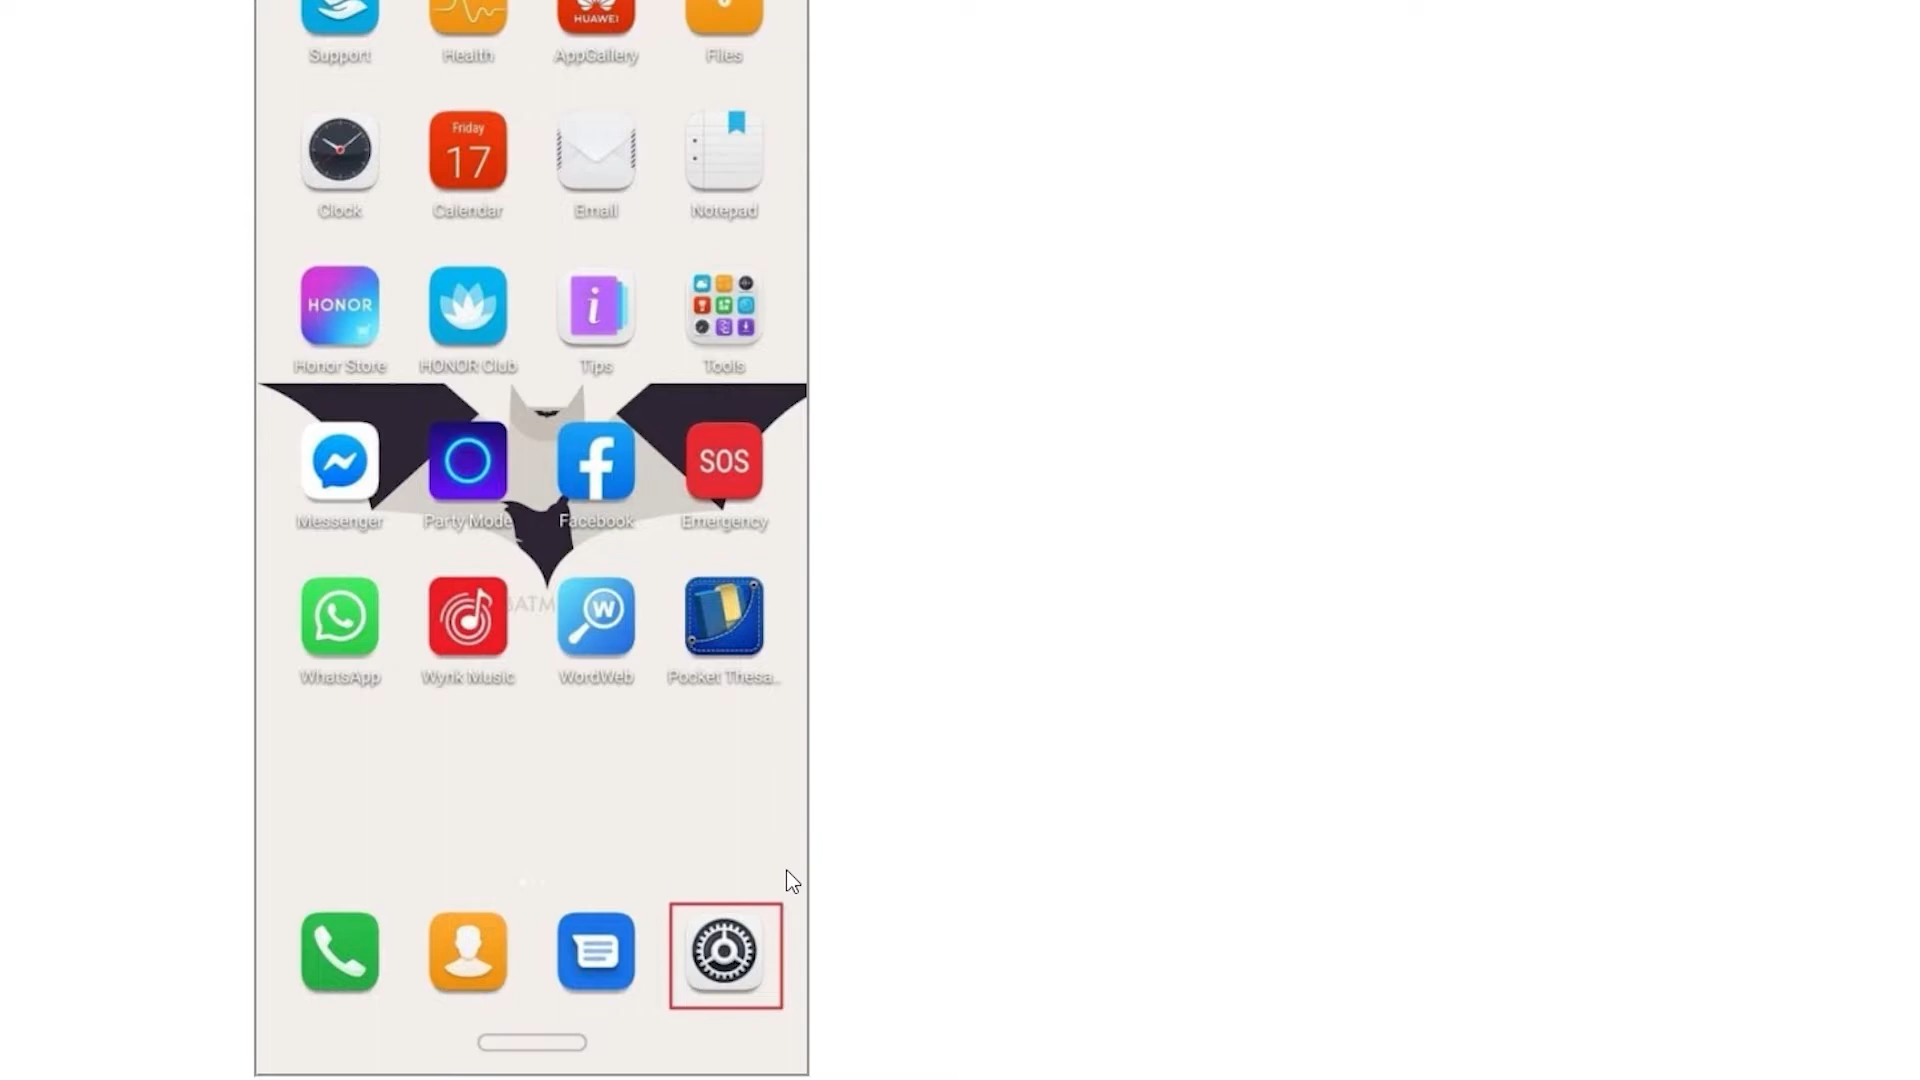 HUAWEI
Support Health AppGallery Files
Friday
17
Clock Calendar Email Notepad
HONOR
i
Honor Store HONOR Club Tips Tools
SOS
Messenger Party Mode Facebook Emergency
BATM
W
WhatsApp Wynk Music WordWeb Pocket Thesa..